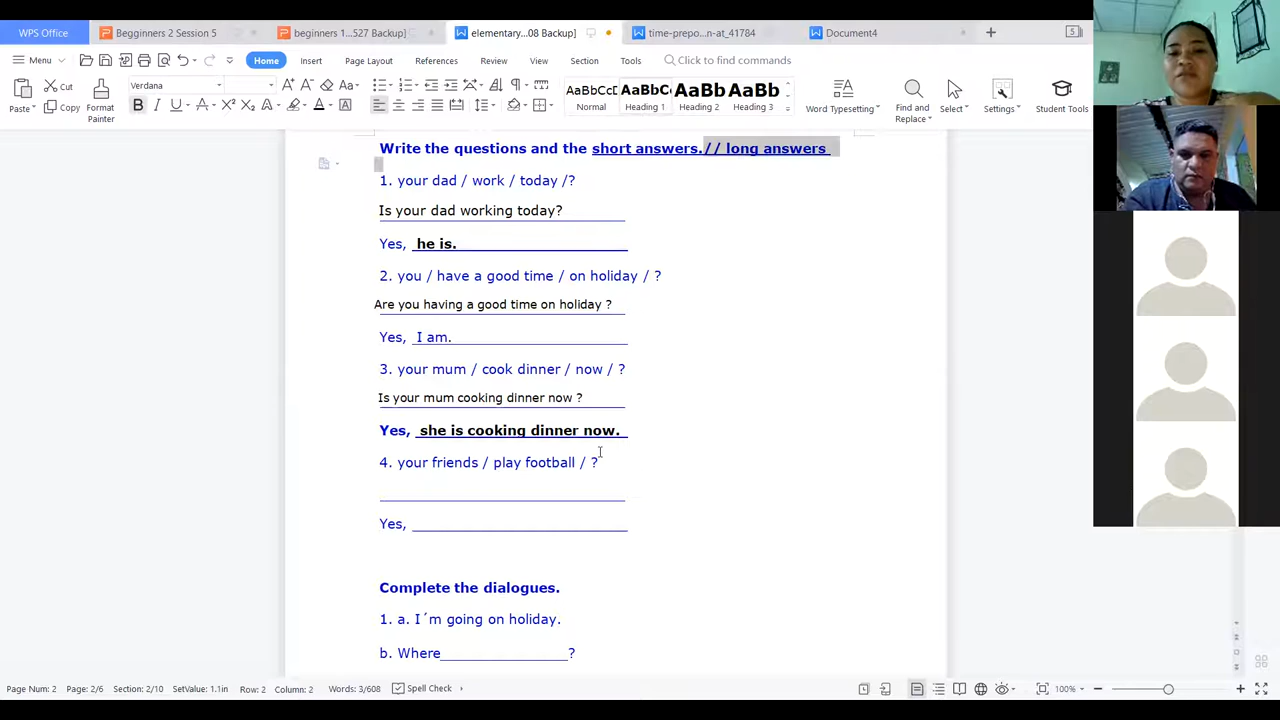 WPS Office
Begginers 2 Session 5
beginners 1...527 Backup]
elementary....08 Backup]
time-prepo...n-at_41784
Document4
5
Menu
Home
Insert
Page Layout
References
Review
View
Section
Tools
Click to find commands
Paste
Cut
Copy
Format Painter
Verdana
AaBbCcD Normal
AaBbC Heading 1
AaBb Heading 2
AaBbC Heading 3
Word Typesetting
Find and Replace
Select
Settings
Student Tools
Write the questions and the short answers.// long answers
1. your dad / work / today /?
Is your dad working today?
Yes, he is.
2. you / have a good time / on holiday / ?
Are you having a good time on holiday ?
Yes, I am.
3. your mum / cook dinner / now / ?
Is your mum cooking dinner now ?
Yes, she is cooking dinner now.
4. your friends / play football / ?
Yes, ____________________________
Complete the dialogues.
1. a. I´m going on holiday.
b. Where________________?
Page Num: 2 Page: 2/6 Section: 2/10 SetValue: 1.1in Row: 2 Column: 2 Words: 3/608 Spell Check
100%